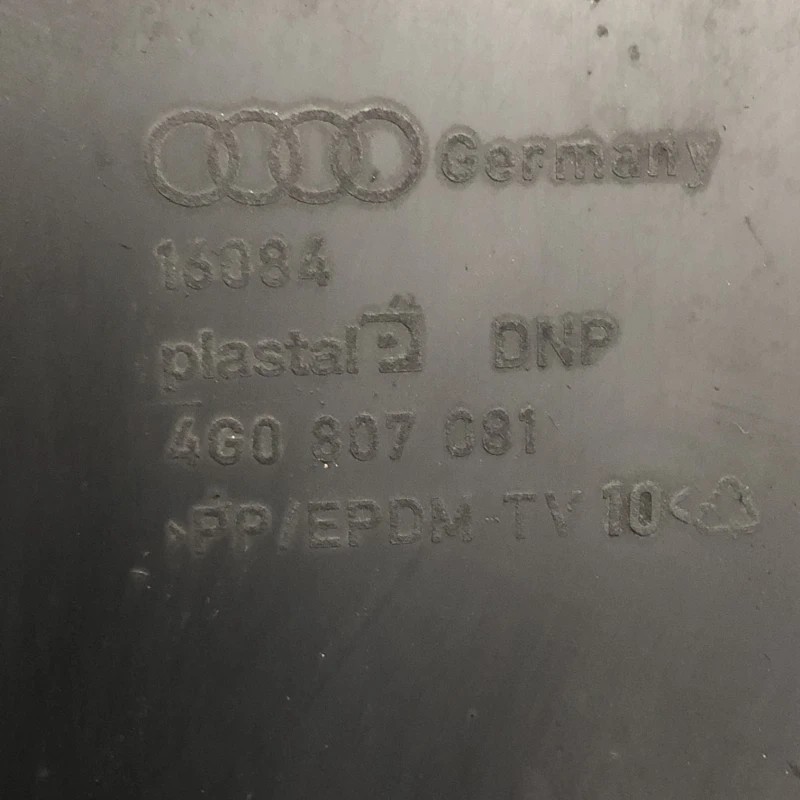 Germany
16084
plastal DNP
4G0 807 081
>PP/EPDM-TV 10<